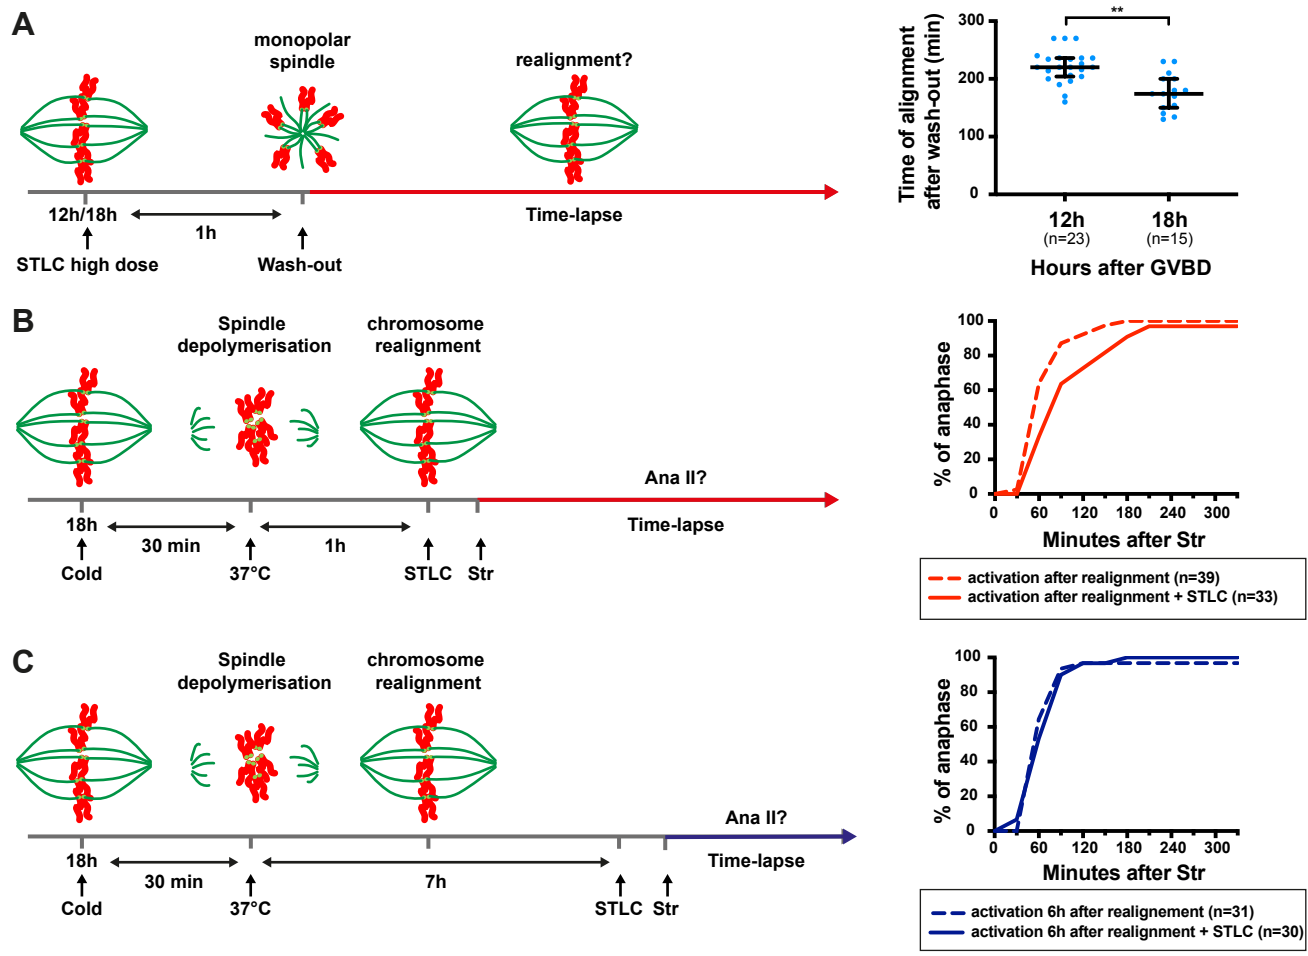 A
monopolar
spindle
realignment?
12h/18h
1h
Time-lapse
STLC high dose
Wash-out
Time of alignment
after wash-out (min)
300
200
100
0
**
12h
18h
(n=23)
(n=15)
Hours after GVBD
B
Spindle
depolymerisation
chromosome
realignment
Ana II?
18h
30 min
1h
Time-lapse
Cold
37°C
STLC
Str
% of anaphase
100
80
60
40
20
0
0
60
120
180
240
300
Minutes after Str
activation after realignment (n=39)
activation after realignment + STLC (n=33)
C
Spindle
depolymerisation
chromosome
realignment
Ana II?
18h
30 min
7h
Time-lapse
Cold
37°C
STLC
Str
% of anaphase
100
80
60
40
20
0
0
60
120
180
240
300
Minutes after Str
activation 6h after realignement (n=31)
activation 6h after realignment + STLC (n=30)